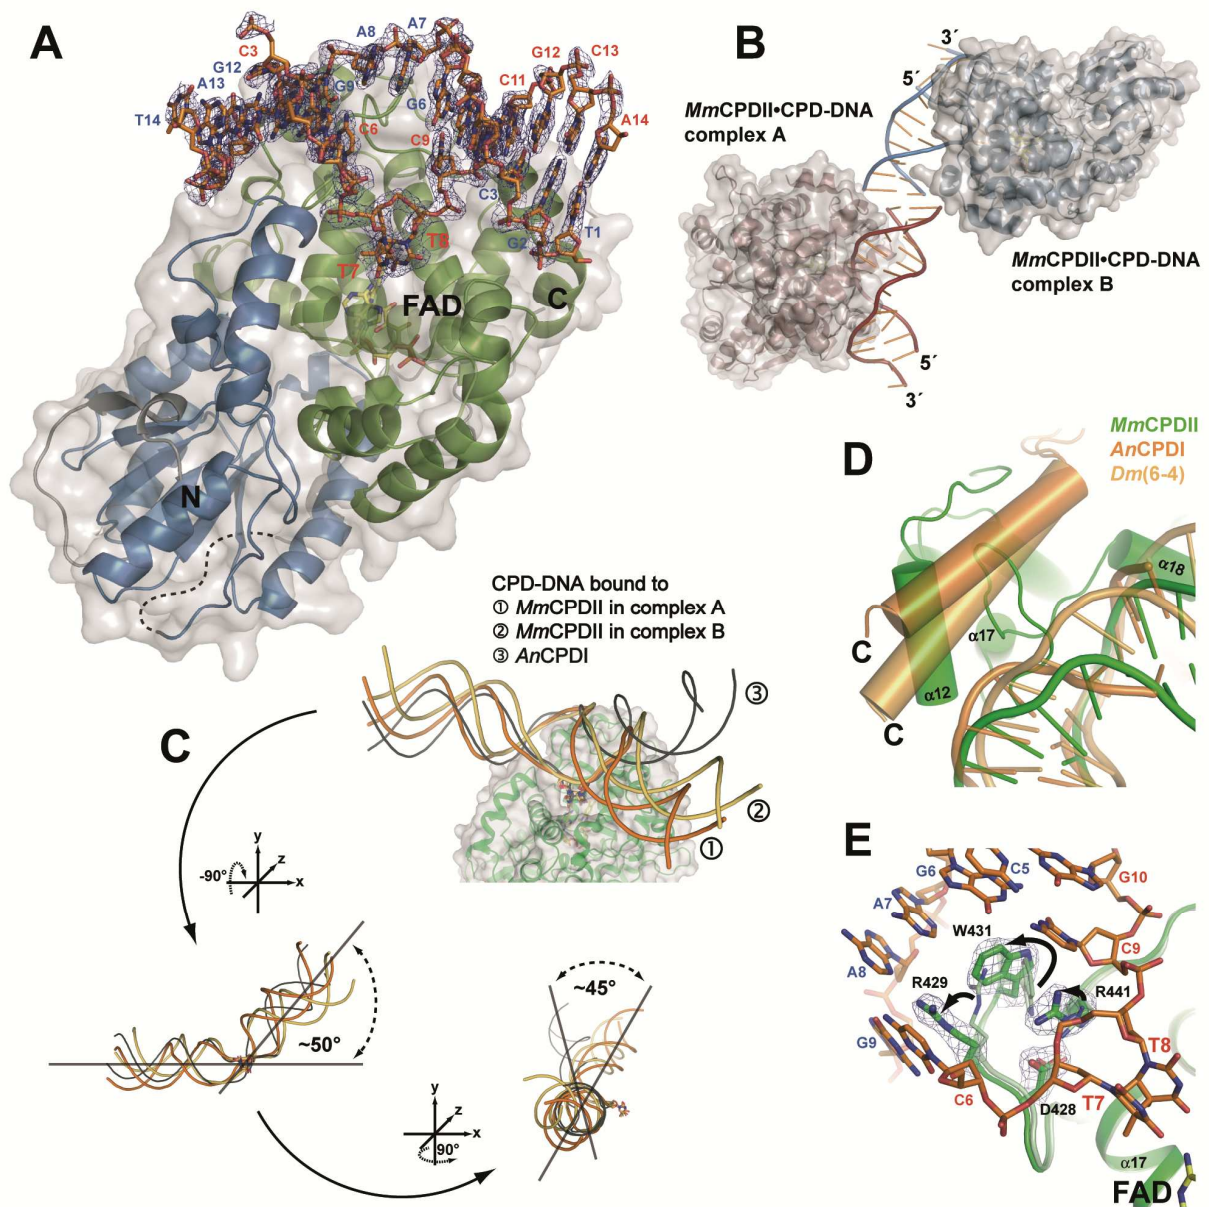 A
C3
G12
A13
T14
A8
A7
G9
G6
C6
C9
C11
G12
C13
A14
C3
G2
T1
T7
T8
FAD
C
N
B
3´
5´
MmCPDII•CPD-DNA
complex A
MmCPDII•CPD-DNA
complex B
5´
3´
CPD-DNA bound to
① MmCPDII in complex A
② MmCPDII in complex B
③ AnCPDI
C
③
②
①
y
z
x
-90°
~50°
y
z
x
90°
~45°
D
MmCPDII
AnCPDI
Dm(6-4)
α18
α17
α12
C
C
E
G6
C5
G10
A7
W431
C9
A8
R429
R441
G9
T8
C6
D428
T7
α17
FAD